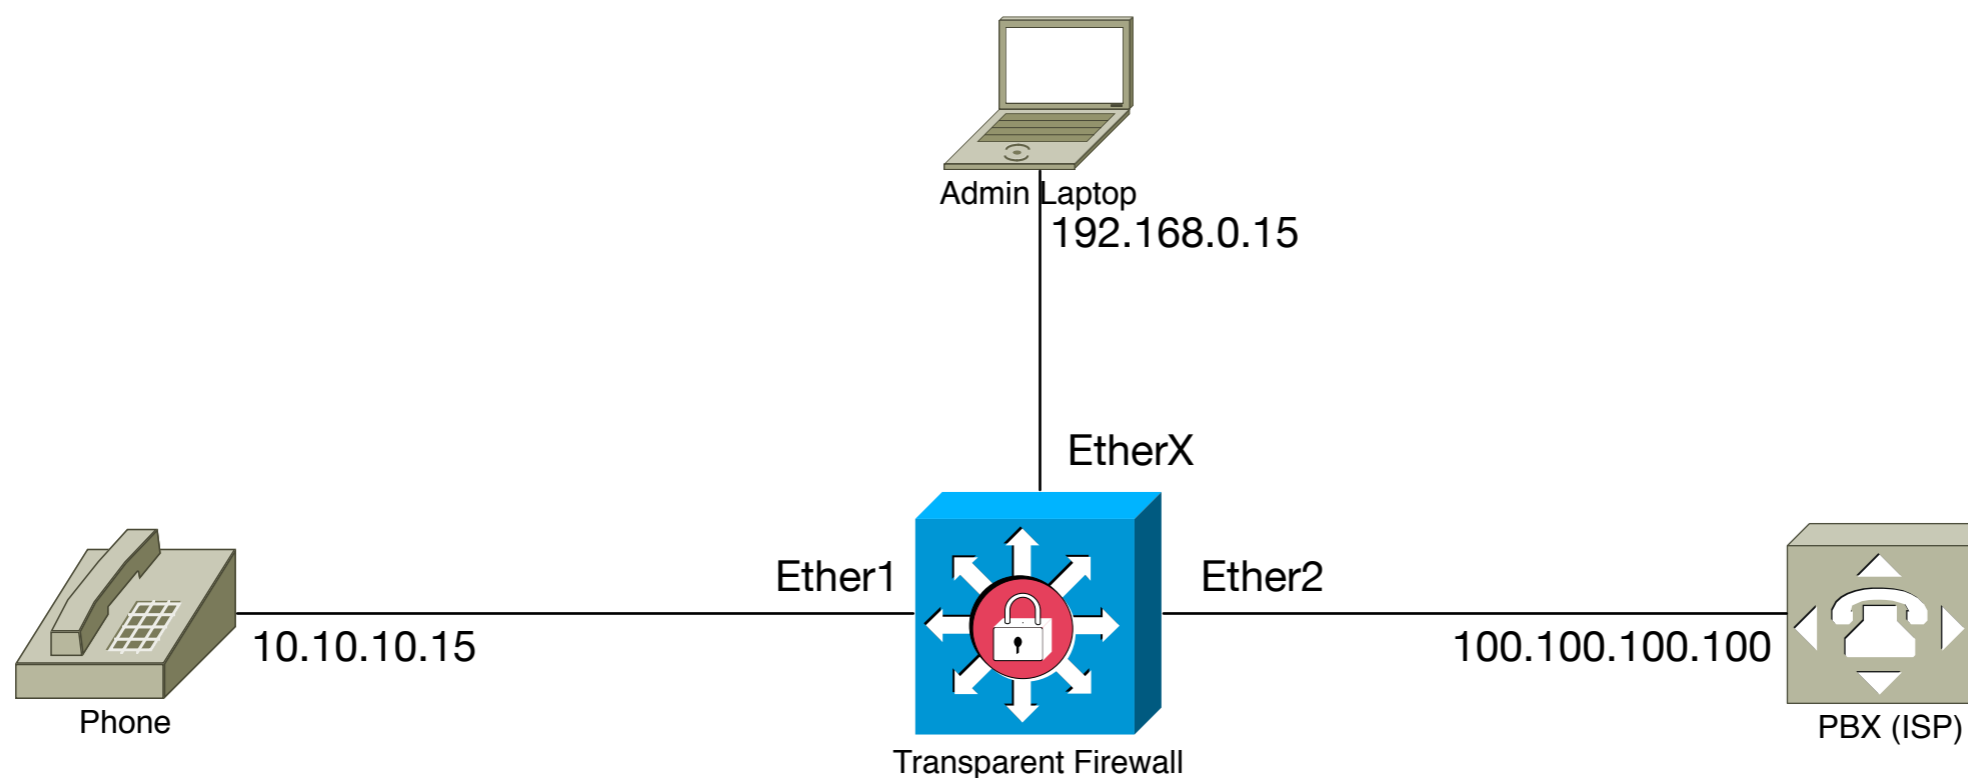 Admin Laptop
192.168.0.15
EtherX
Ether1
Ether2
10.10.10.15
100.100.100.100
Phone
PBX (ISP)
Transparent Firewall